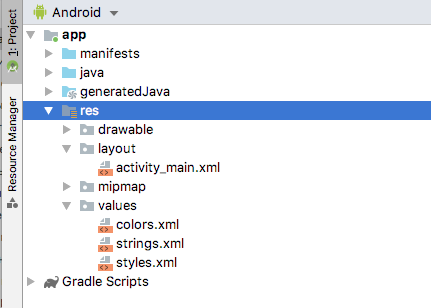 1: Project
Resource Manager
Android
app
manifests
java
generatedJava
res
drawable
layout
activity_main.xml
mipmap
values
colors.xml
strings.xml
styles.xml
Gradle Scripts